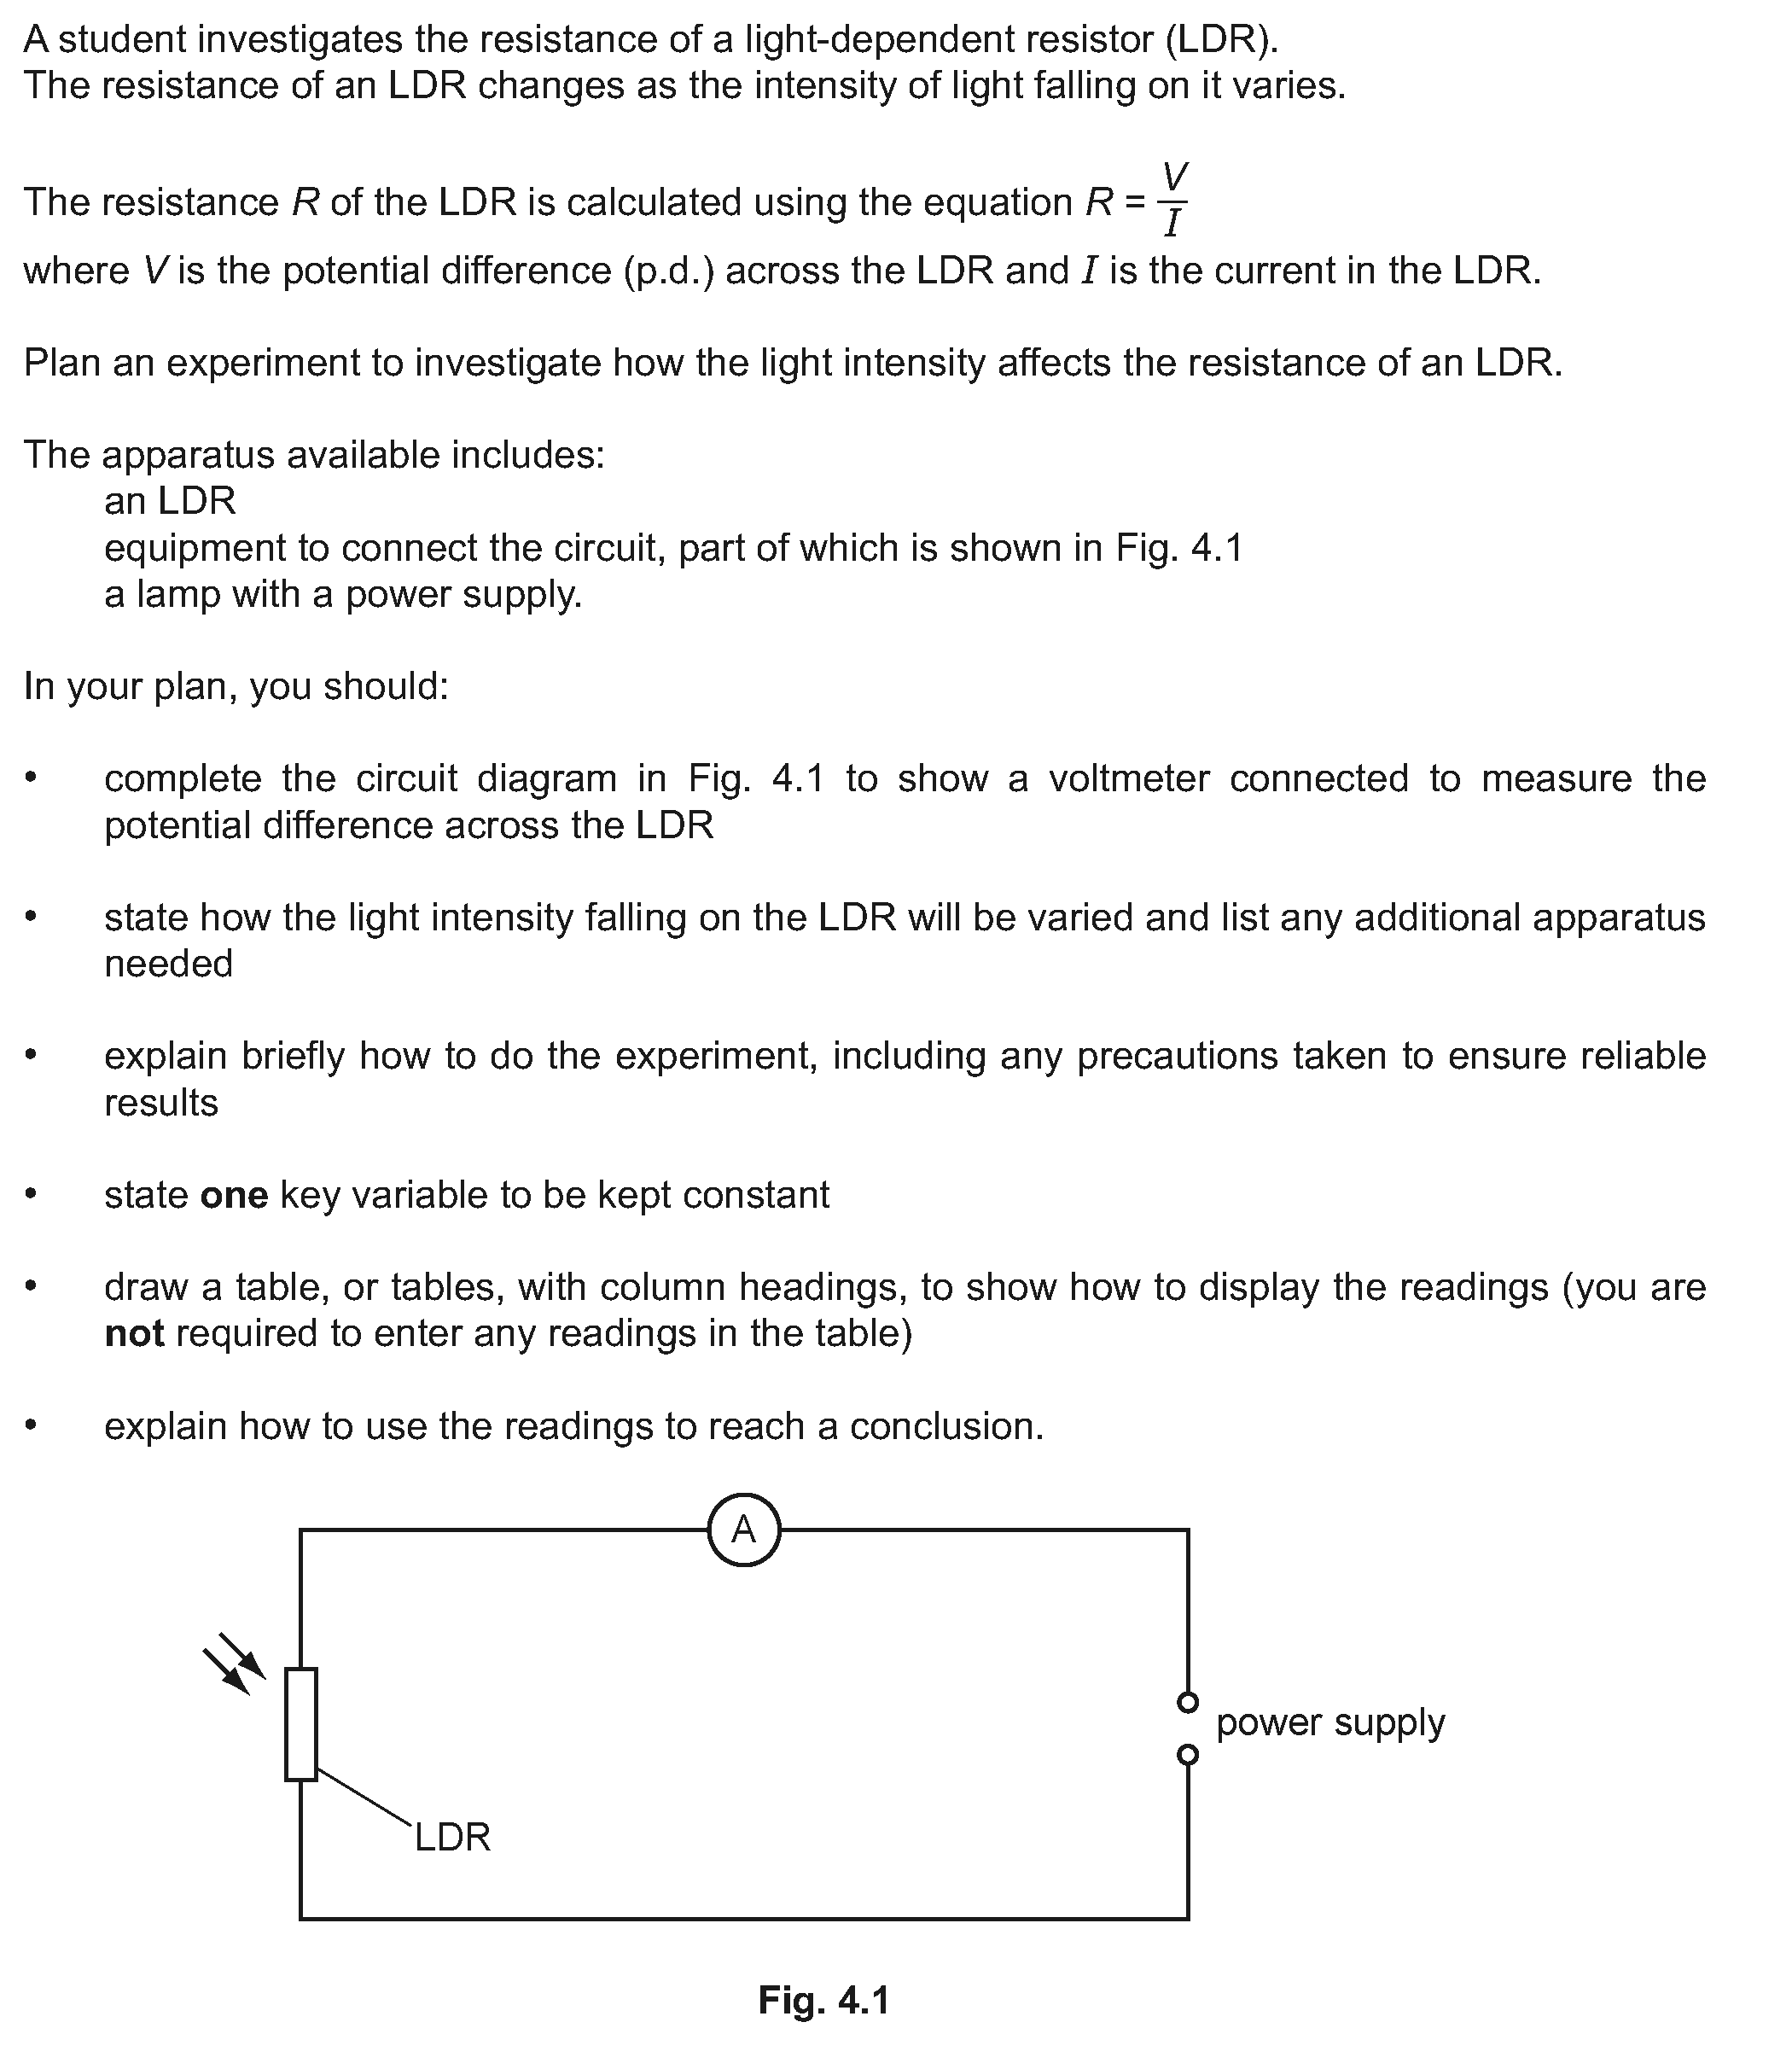 A student investigates the resistance of a light-dependent resistor (LDR).
The resistance of an LDR changes as the intensity of light falling on it varies.
The resistance R of the LDR is calculated using the equation R = V/I
where V is the potential difference (p.d.) across the LDR and I is the current in the LDR.
Plan an experiment to investigate how the light intensity affects the resistance of an LDR.
The apparatus available includes:
an LDR
equipment to connect the circuit, part of which is shown in Fig. 4.1
a lamp with a power supply.
In your plan, you should:
• complete the circuit diagram in Fig. 4.1 to show a voltmeter connected to measure the
potential difference across the LDR
• state how the light intensity falling on the LDR will be varied and list any additional apparatus
needed
• explain briefly how to do the experiment, including any precautions taken to ensure reliable
results
• state one key variable to be kept constant
• draw a table, or tables, with column headings, to show how to display the readings (you are
not required to enter any readings in the table)
• explain how to use the readings to reach a conclusion.
A
power supply
LDR
Fig. 4.1